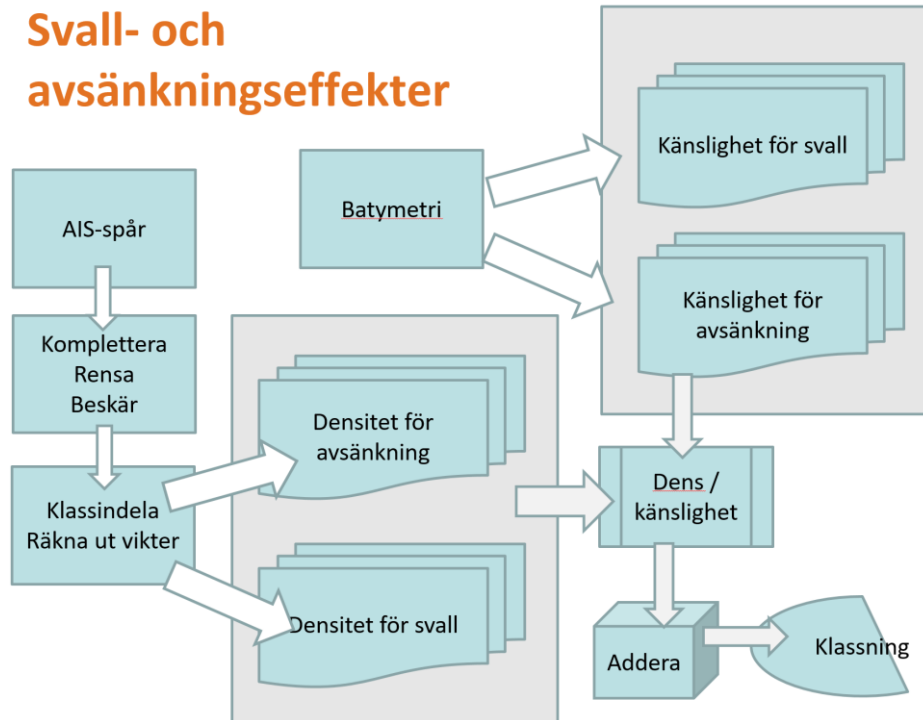 Svall- och
avsänkningseffekter
AIS-spår
Komplettera
Rensa
Beskär
Klassindela
Räkna ut vikter
Batymetri
Känslighet för svall
Känslighet för
avsänkning
Densitet för
avsänkning
Densitet för svall
Dens /
känslighet
Addera
Klassning